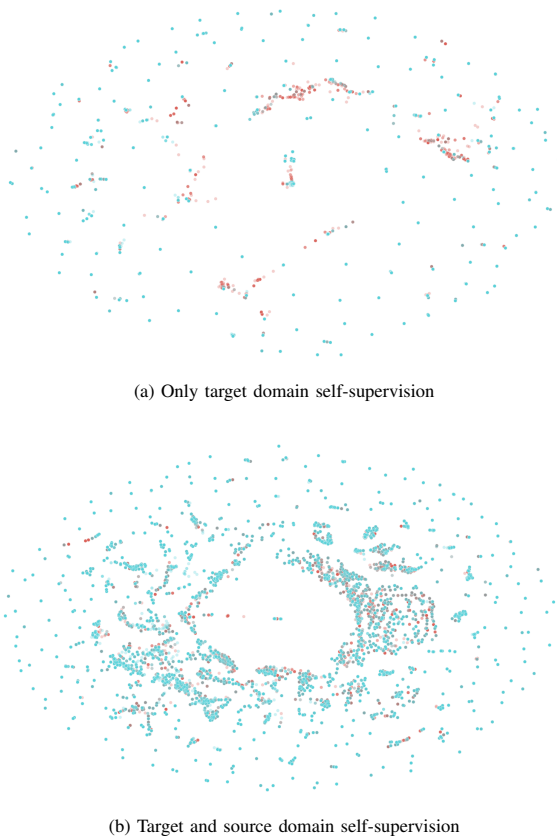 (a) Only target domain self-supervision
(b) Target and source domain self-supervision